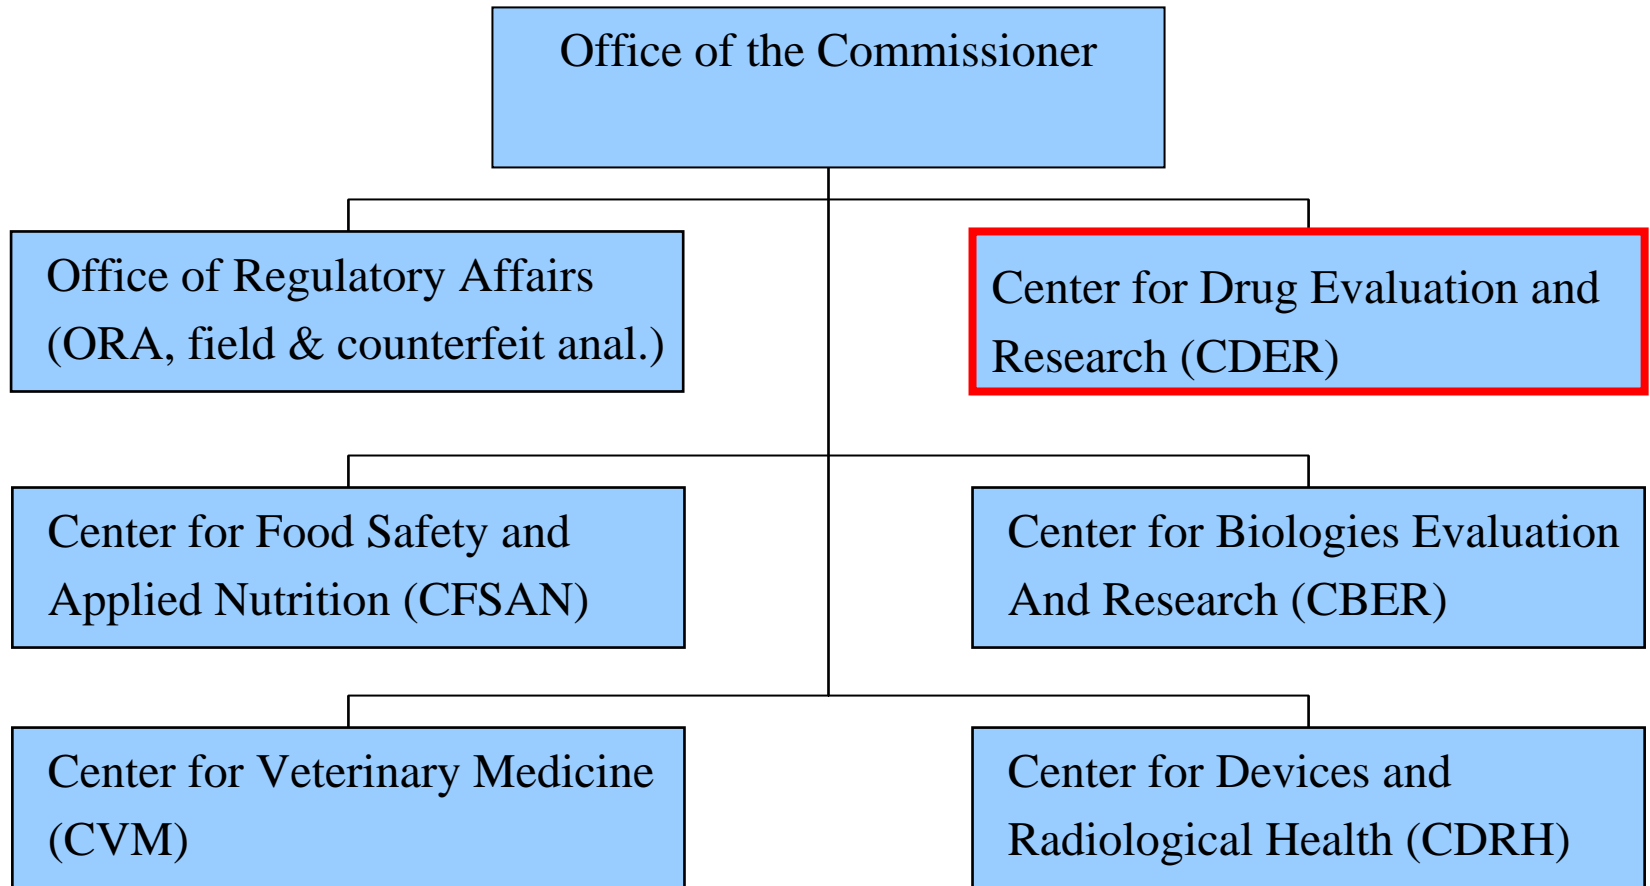 Office of the Commissioner
Office of Regulatory Affairs
(ORA, field & counterfeit anal.)
Center for Drug Evaluation and
Research (CDER)
Center for Food Safety and
Applied Nutrition (CFSAN)
Center for Biologies Evaluation
And Research (CBER)
Center for Veterinary Medicine
(CVM)
Center for Devices and
Radiological Health (CDRH)